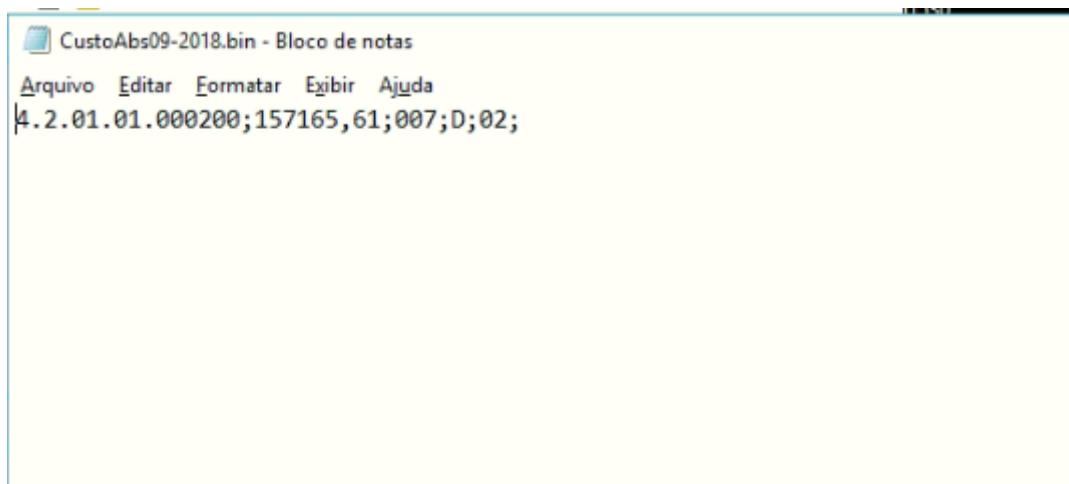 CustoAbs09-2018.bin - Bloco de notas
Arquivo Editar Formatar Exibir Ajuda
4.2.01.01.000200;157165,61;007;D;02;